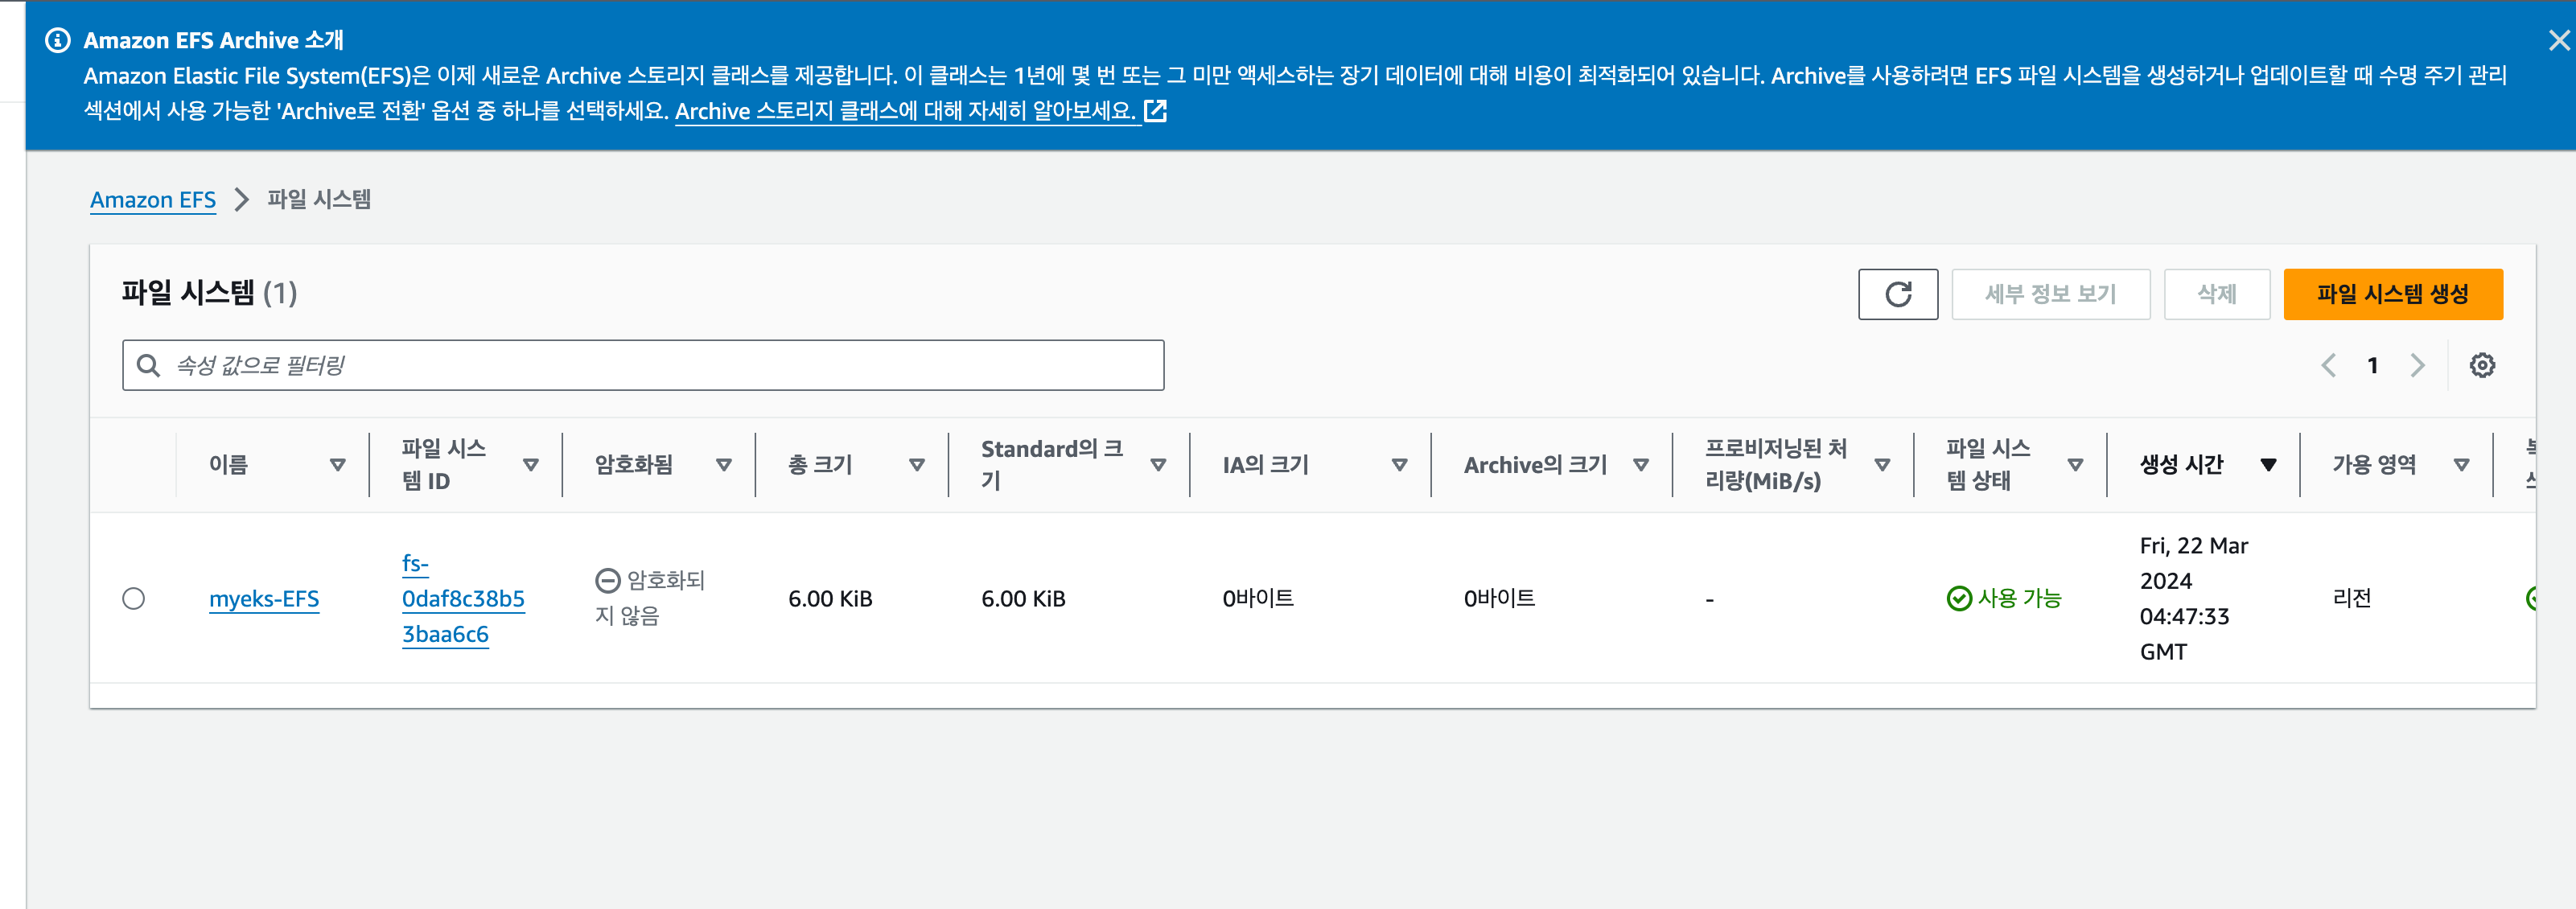 Amazon EFS Archive 소개
Amazon Elastic File System(EFS)은 이제 새로운 Archive 스토리지 클래스를 제공합니다. 이 클래스는 1년에 몇 번 또는 그 미만 액세스하는 장기 데이터에 대해 비용이 최적화되어 있습니다. Archive를 사용하려면 EFS 파일 시스템을 생성하거나 업데이트할 때 수명 주기 관리
섹션에서 사용 가능한 'Archive로 전환' 옵션 중 하나를 선택하세요. Archive 스토리지 클래스에 대해 자세히 알아보세요.
Amazon EFS 파일 시스템
파일 시스템 (1)
세부 정보 보기
삭제
파일 시스템 생성
속성 값으로 필터링
1
이름
파일 시스
템 ID
암호화됨
총 크기
Standard의 크
기
IA의 크기
Archive의 크기
프로비저닝된 처
리량(MiB/s)
파일 시스
템 상태
생성 시간
가용 영역
myeks-EFS
fs-
0daf8c38b5
3baa6c6
암호화되
지 않음
6.00 KiB
6.00 KiB
0바이트
0바이트
-
사용 가능
Fri, 22 Mar
2024
04:47:33
GMT
리전